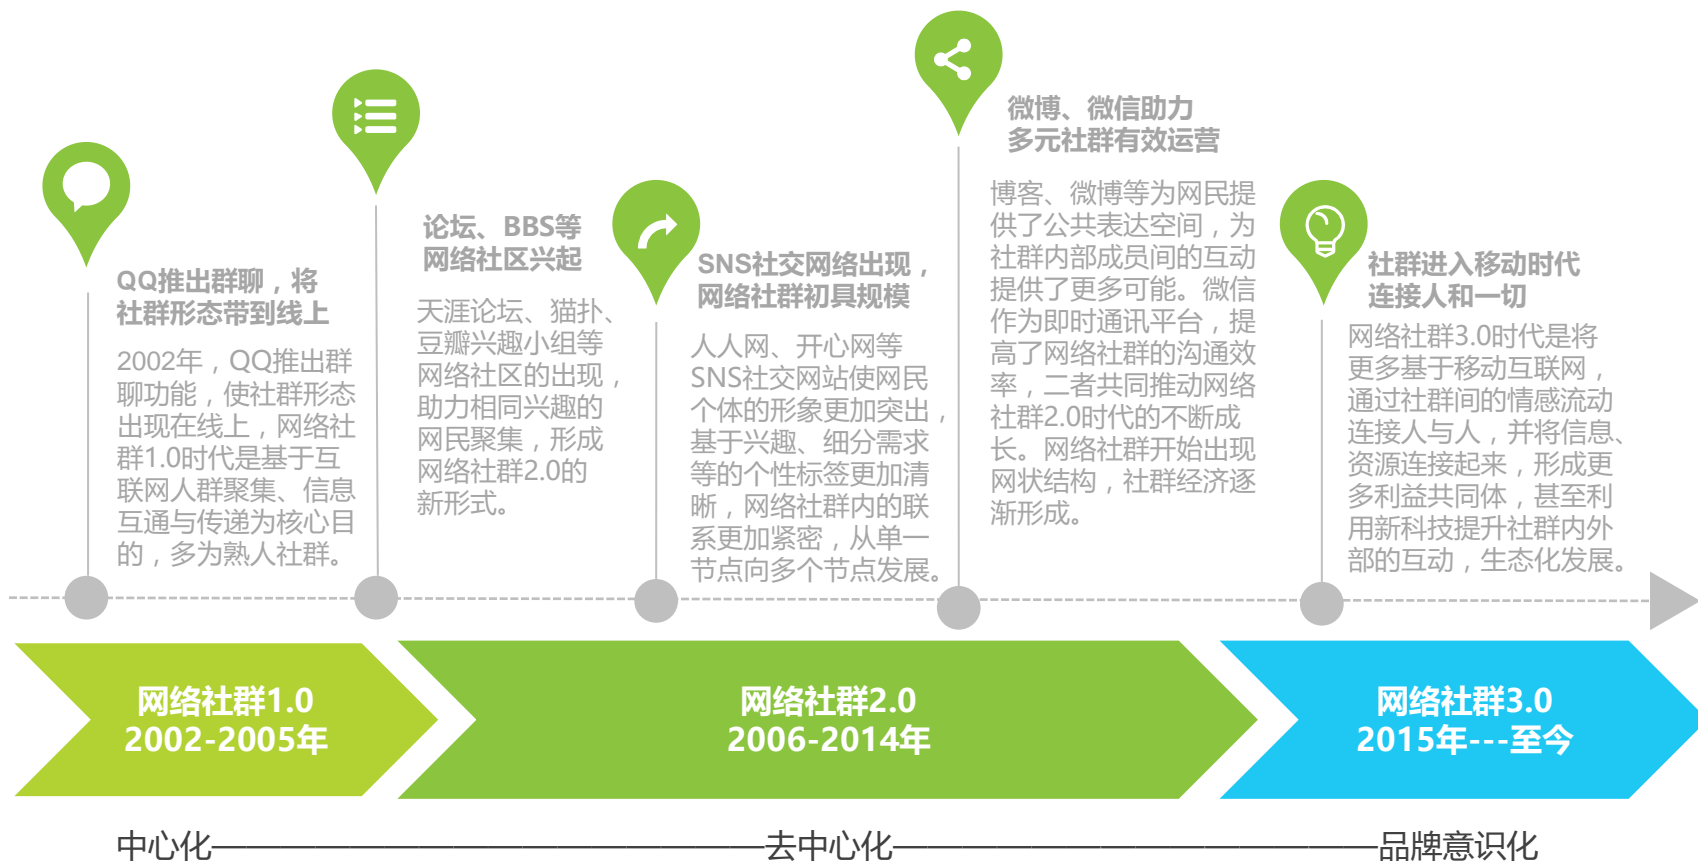 QQ推出群聊，将
社群形态带到线上
2002年，QQ推出群
聊功能，使社群形态
出现在线上，网络社
群1.0时代是基于互
联网人群聚集、信息
互通与传递为核心目
的，多为熟人社群。
论坛、BBS等
网络社区兴起
天涯论坛、猫扑、
豆瓣兴趣小组等
网络社区的出现，
助力相同兴趣的
网民聚集，形成
网络社群2.0的
新形式。
SNS社交网络出现，
网络社群初具规模
人人网、开心网等
SNS社交网站使网民
个体的形象更加突出，
基于兴趣、细分需求
等的个性标签更加清
晰，网络社群内的联
系更加紧密，从单一
节点向多个节点发展。
微博、微信助力
多元社群有效运营
博客、微博等为网民提
供了公共表达空间，为
社群内部成员间的互动
提供了更多可能。微信
作为即时通讯平台，提
高了网络社群的沟通效
率，二者共同推动网络
社群2.0时代的不断成
长。网络社群开始出现
网状结构，社群经济逐
渐形成。
社群进入移动时代
连接人和一切
网络社群3.0时代是将
更多基于移动互联网，
通过社群间的情感流动
连接人与人，并将信息、
资源连接起来，形成更
多利益共同体，甚至利
用新科技提升社群内外
部的互动，生态化发展。
网络社群1.0
2002-2005年
网络社群2.0
2006-2014年
网络社群3.0
2015年---至今
中心化————————————————去中心化——————————————品牌意识化